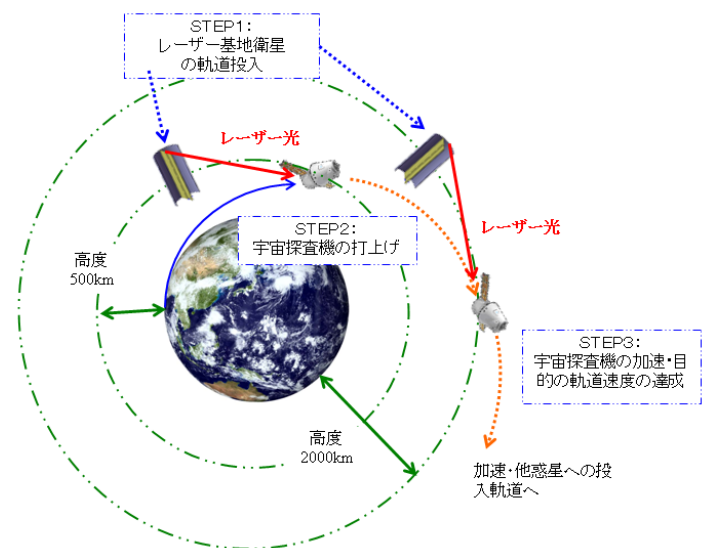 STEP1：
レーザー基地衛星
の軌道投入
レーザー光
STEP2：
宇宙探査機の打上げ
レーザー光
高度
500km
STEP3：
宇宙探査機の加速・目
的の軌道速度の達成
高度
2000km
加速・他惑星への投
入軌道へ